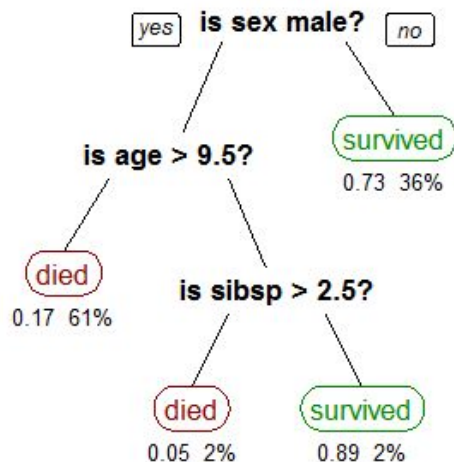 yes is sex male? no
is age > 9.5?
survived
0.73 36%
died
0.17 61%
is sibsp > 2.5?
died survived
0.05 2% 0.89 2%